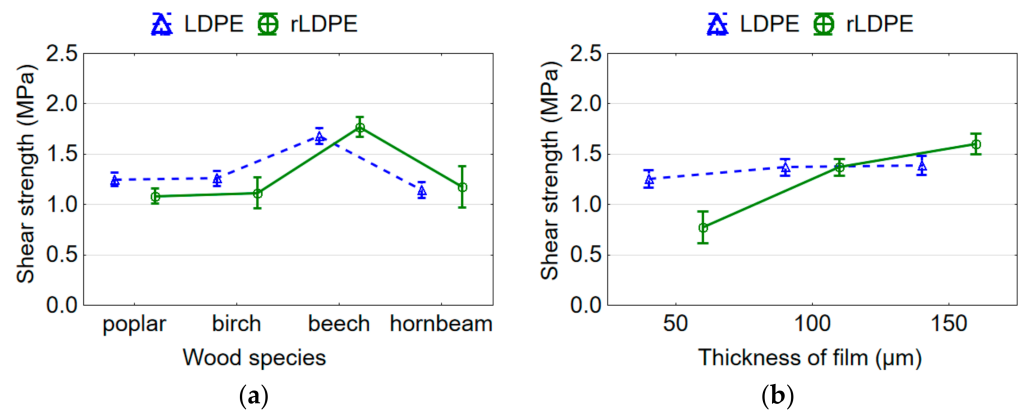 LDPE rLDPE
2.5
2.0
1.5
1.0
0.5
0.0
Shear strength (MPa)
poplar birch beech hornbeam
Wood species
(a)
LDPE rLDPE
2.5
2.0
1.5
1.0
0.5
0.0
Shear strength (MPa)
50 100 150
Thickness of film (μm)
(b)